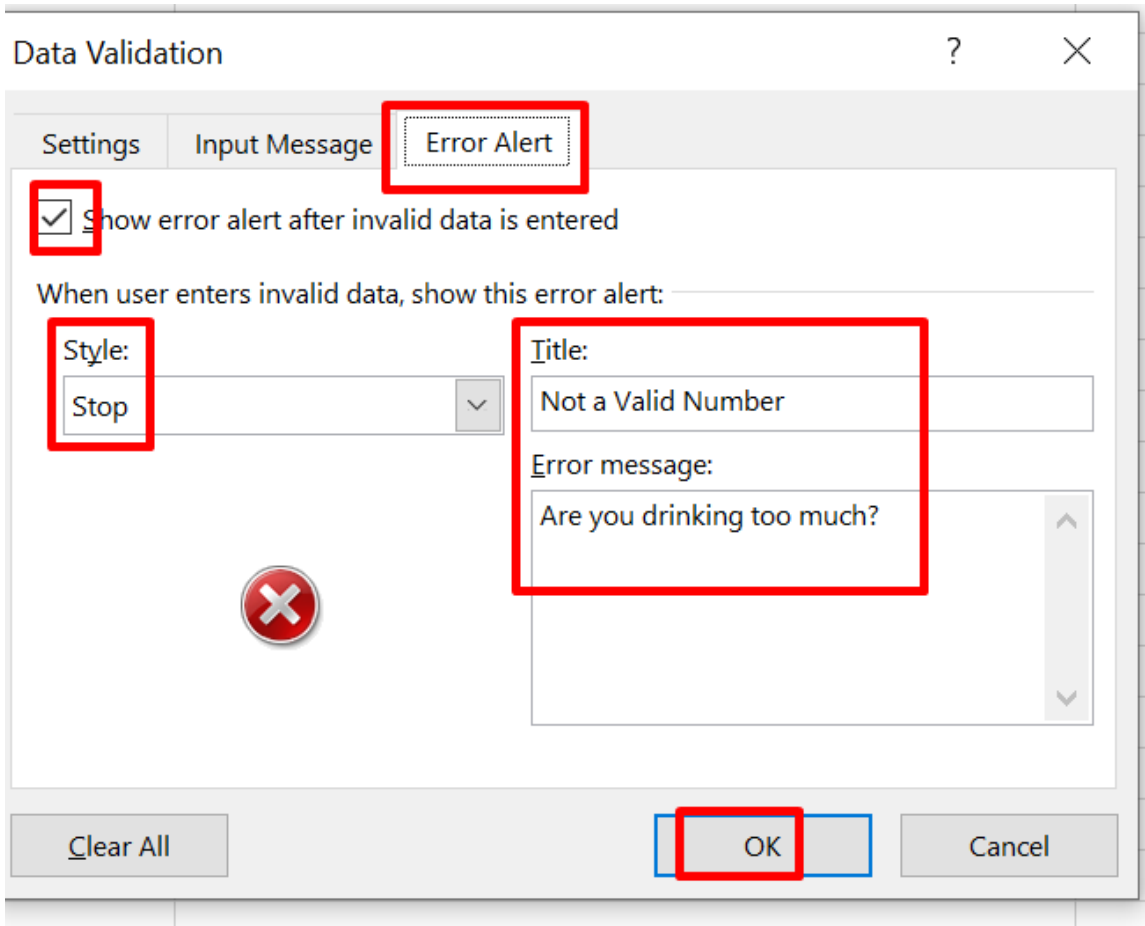 Data Validation ?
Settings Input Message Error Alert
Show error alert after invalid data is entered
When user enters invalid data, show this error alert:
Style: Title:
Stop Not a Valid Number
Error message:
Are you drinking too much?
Clear All OK Cancel